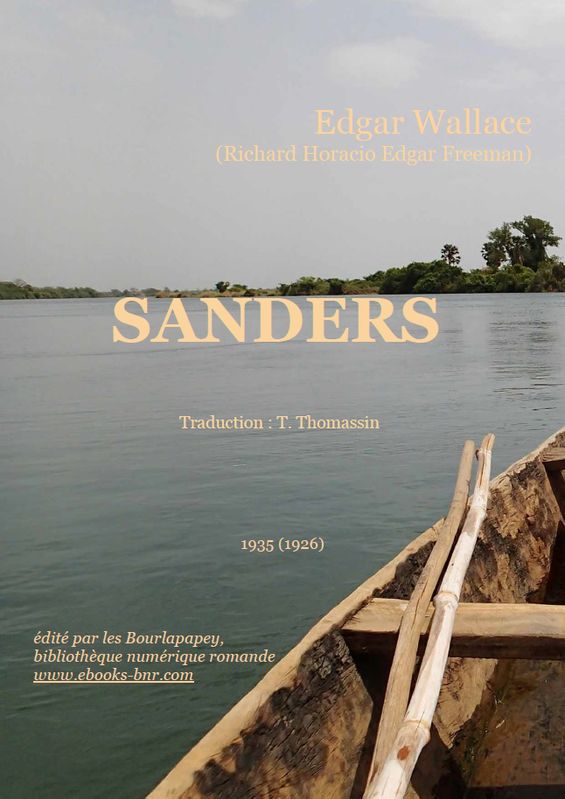 Edgar Wallace
(Richard Horacio Edgar Freeman)
SANDERS
Traduction : T. Thomassin
1935 (1926)
édité par les Bourlapapey,
bibliothèque numérique romande
www.ebooks-bnr.com